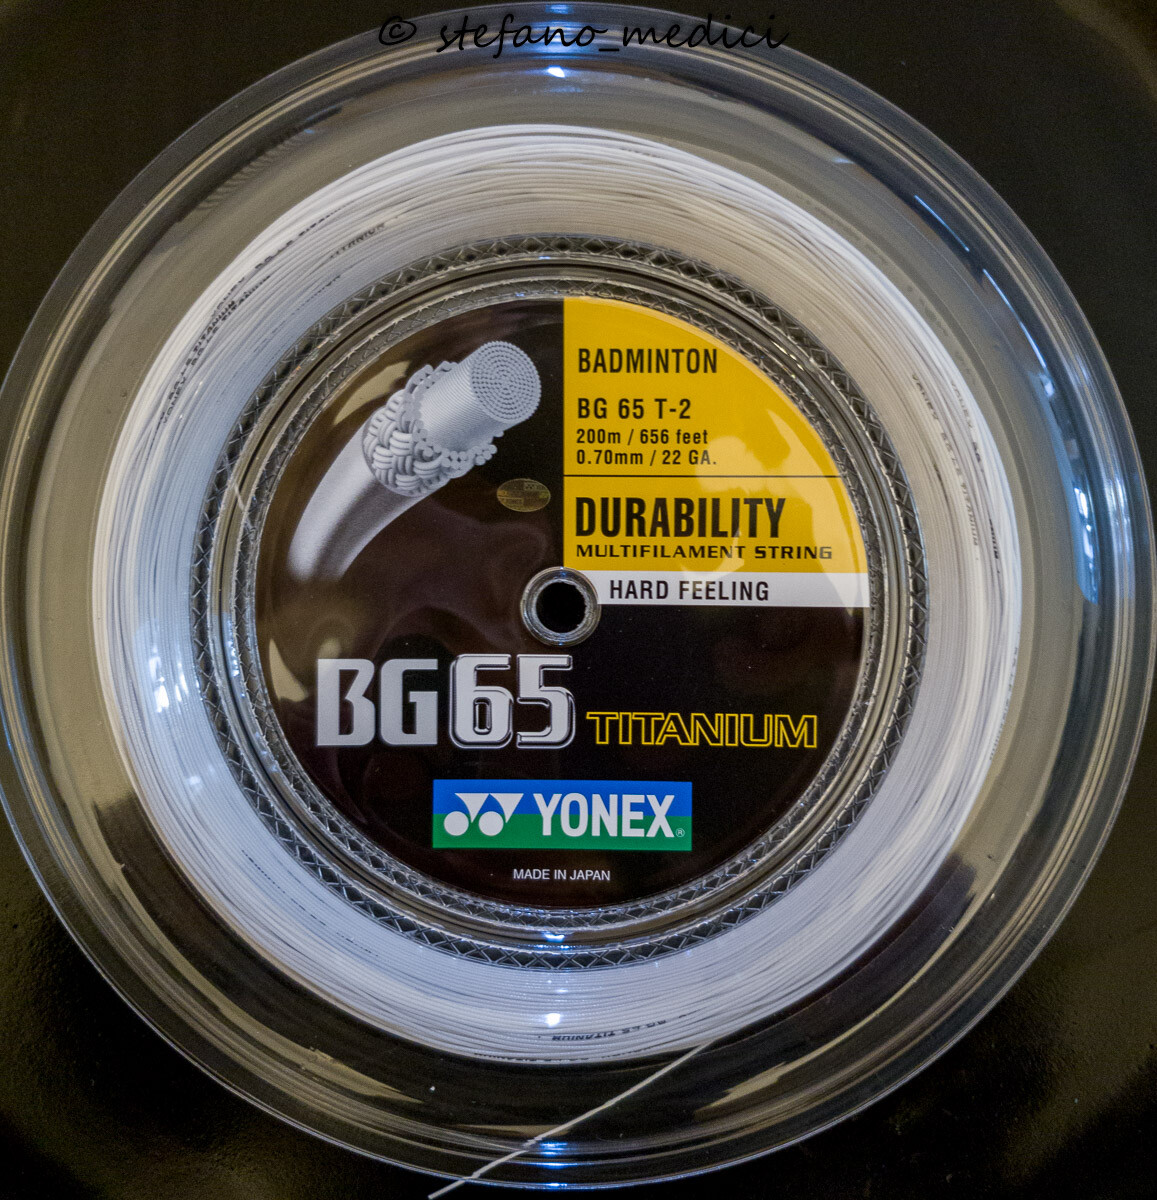 © stefano_medici
BADMINTON
BG 65 T-2
200m / 656 feet
0.70mm / 22 GA.
DURABILITY
MULTIFILAMENT STRING
HARD FEELING
BG65 TITANIUM
YONEX®
MADE IN JAPAN